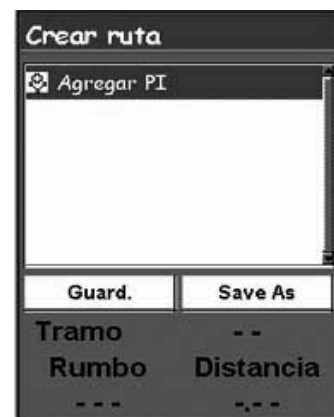 Crear ruta
Agregar PI
Guard. Save As
Tramo - -
Rumbo Distancia
- - - -.- -